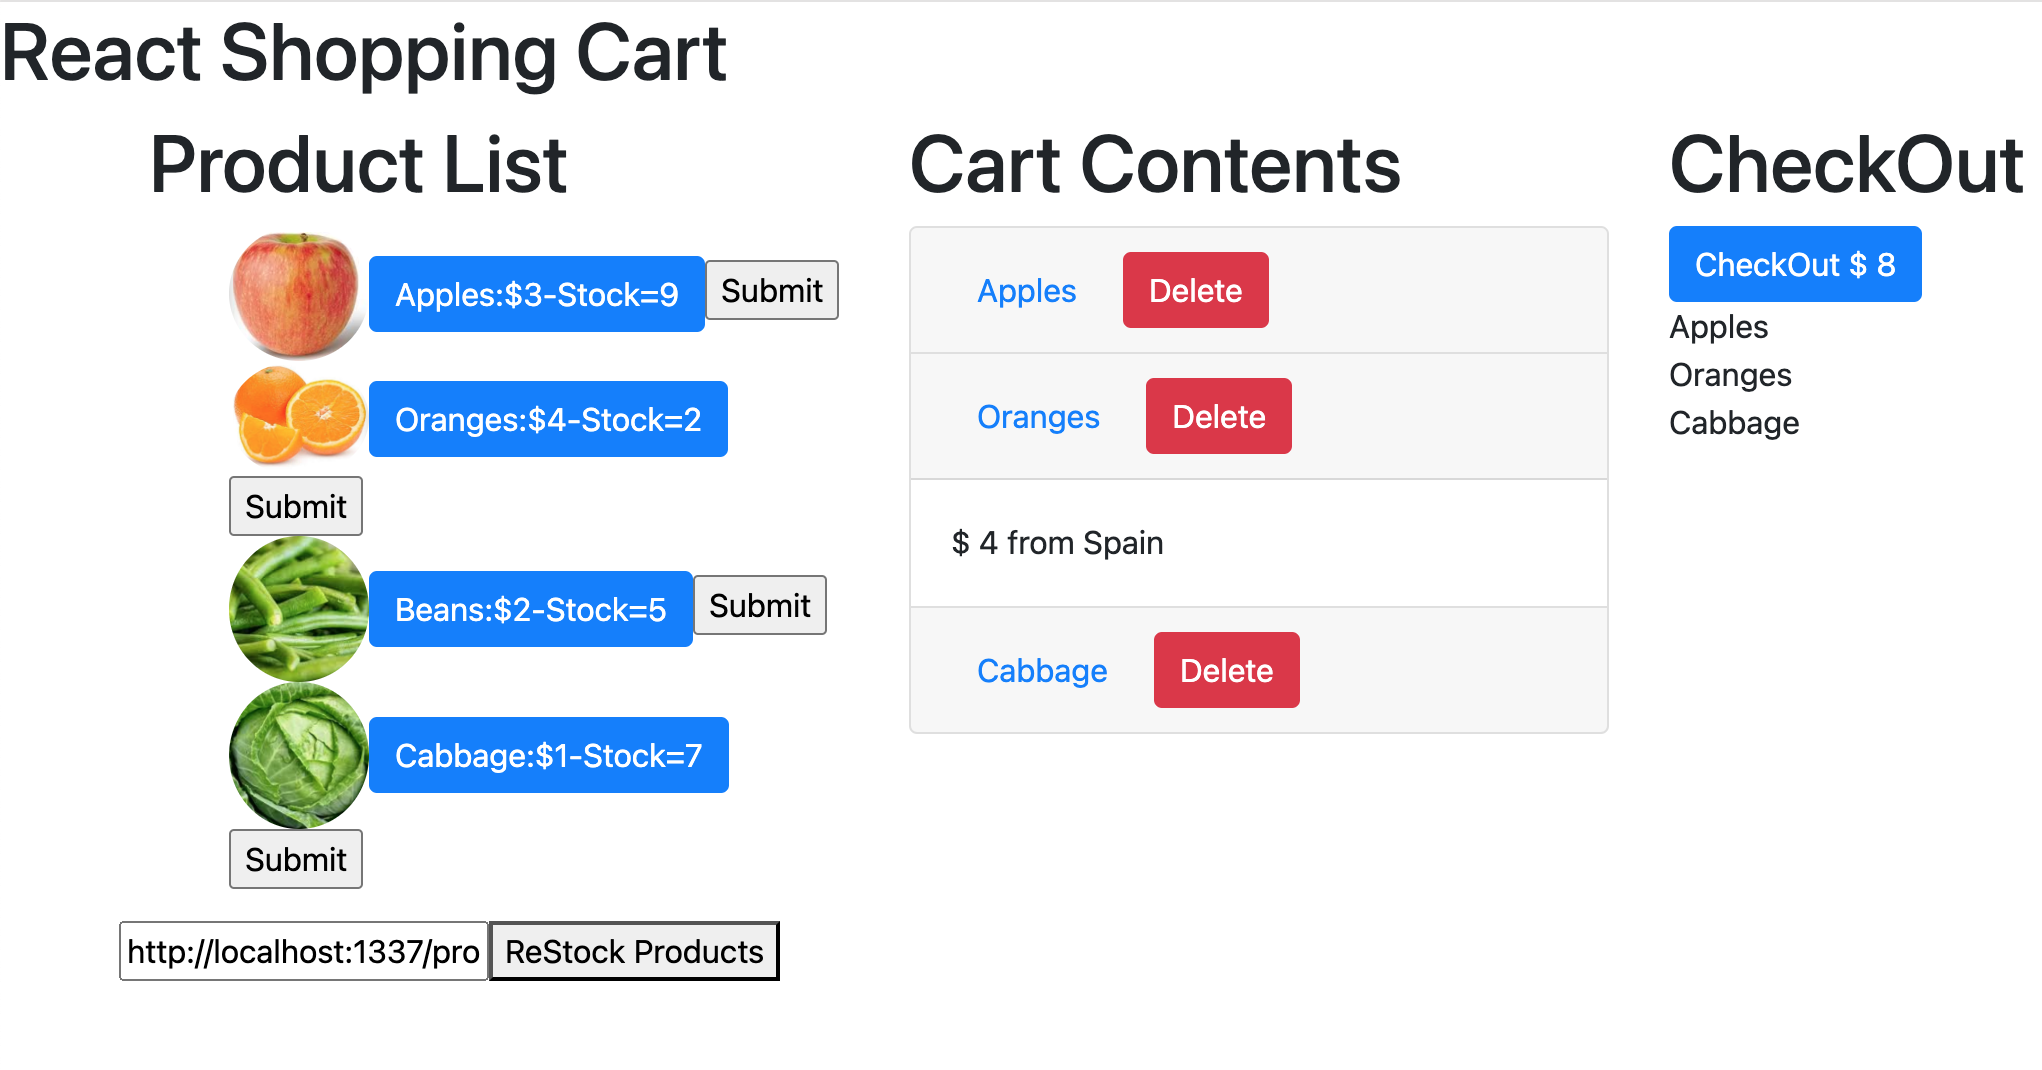 React Shopping Cart
Product List
Apples:$3-Stock=9
Submit
Oranges:$4-Stock=2
Submit
Beans:$2-Stock=5
Submit
Cabbage:$1-Stock=7
Submit
http://localhost:1337/pro
ReStock Products
Cart Contents
Apples
Delete
Oranges
Delete
$ 4 from Spain
Cabbage
Delete
CheckOut
CheckOut $ 8
Apples
Oranges
Cabbage